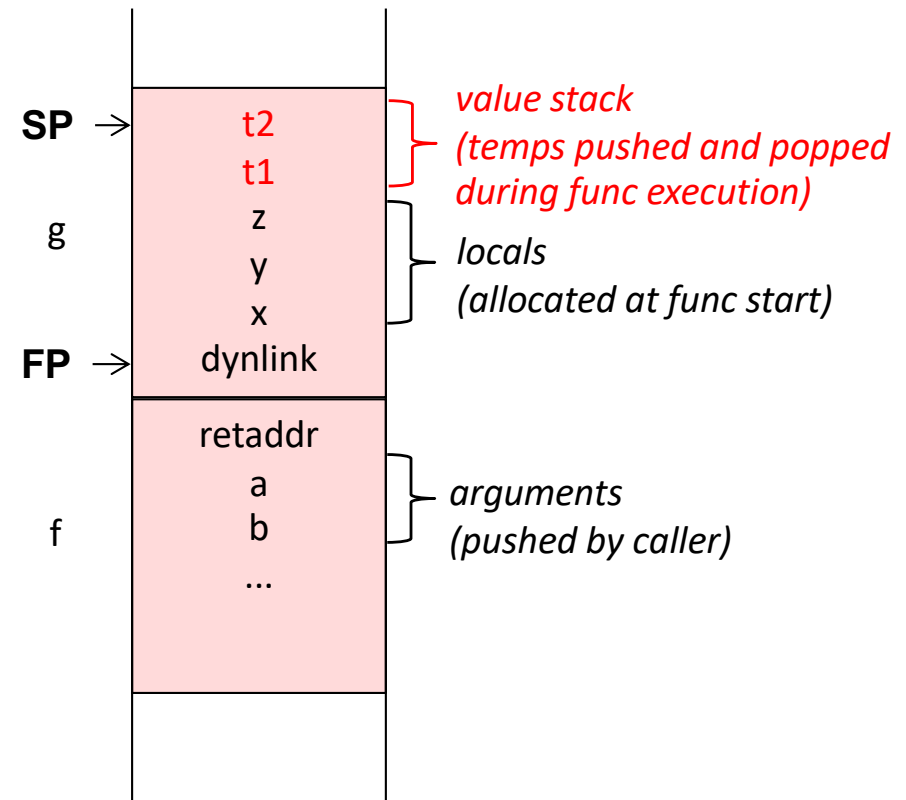 value stack
SP
t2
(temps pushed and popped
t1
during func execution)
g
z
locals
y
(allocated at func start)
x
FP
dynlink
retaddr
a
arguments
f
b
(pushed by caller)
...